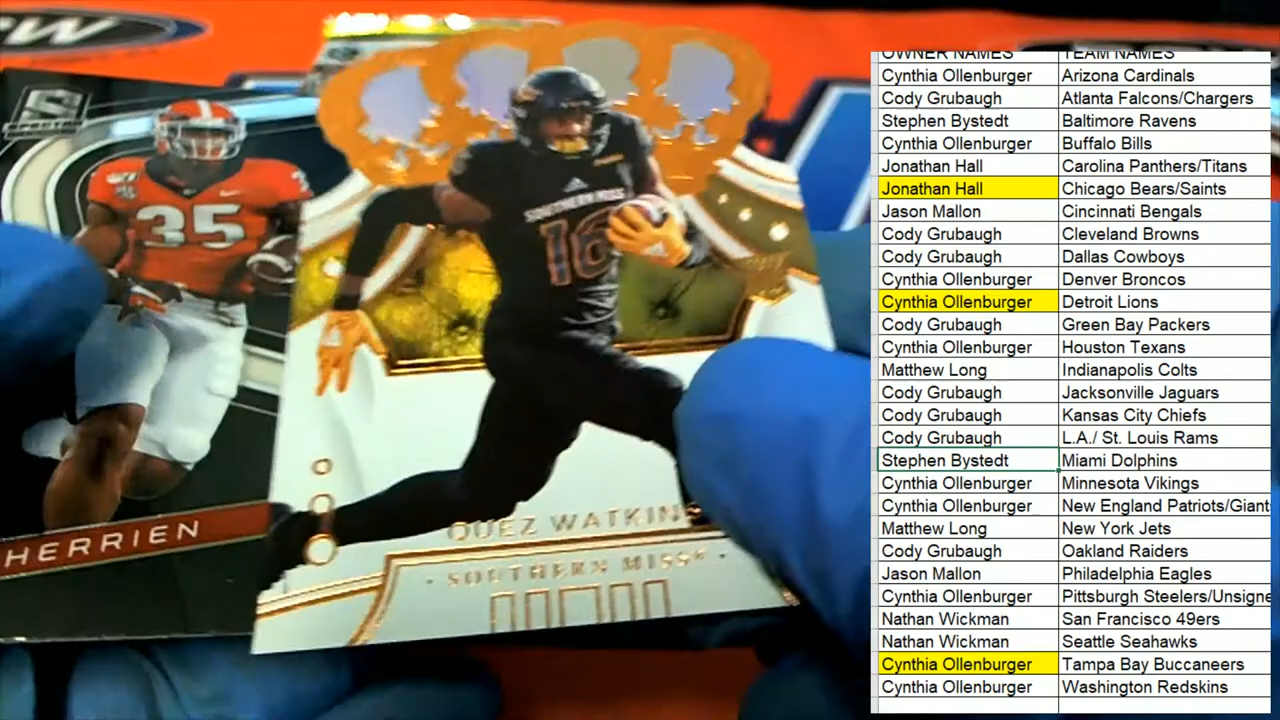 W
35
HERRIEN
SOUTHERN MISS
16
QUEZ WATKINS
· SOUTHERN MISS ·
OWNER NAMES TEAM NAMES
Cynthia Ollenburger Arizona Cardinals
Cody Grubaugh Atlanta Falcons/Chargers
Stephen Bystedt Baltimore Ravens
Cynthia Ollenburger Buffalo Bills
Jonathan Hall Carolina Panthers/Titans
Jonathan Hall Chicago Bears/Saints
Jason Mallon Cincinnati Bengals
Cody Grubaugh Cleveland Browns
Cody Grubaugh Dallas Cowboys
Cynthia Ollenburger Denver Broncos
Cynthia Ollenburger Detroit Lions
Cody Grubaugh Green Bay Packers
Cynthia Ollenburger Houston Texans
Matthew Long Indianapolis Colts
Cody Grubaugh Jacksonville Jaguars
Cody Grubaugh Kansas City Chiefs
Cody Grubaugh L.A./ St. Louis Rams
Stephen Bystedt Miami Dolphins
Cynthia Ollenburger Minnesota Vikings
Cynthia Ollenburger New England Patriots/Giant
Matthew Long New York Jets
Cody Grubaugh Oakland Raiders
Jason Mallon Philadelphia Eagles
Cynthia Ollenburger Pittsburgh Steelers/Unsigne
Nathan Wickman San Francisco 49ers
Nathan Wickman Seattle Seahawks
Cynthia Ollenburger Tampa Bay Buccaneers
Cynthia Ollenburger Washington Redskins